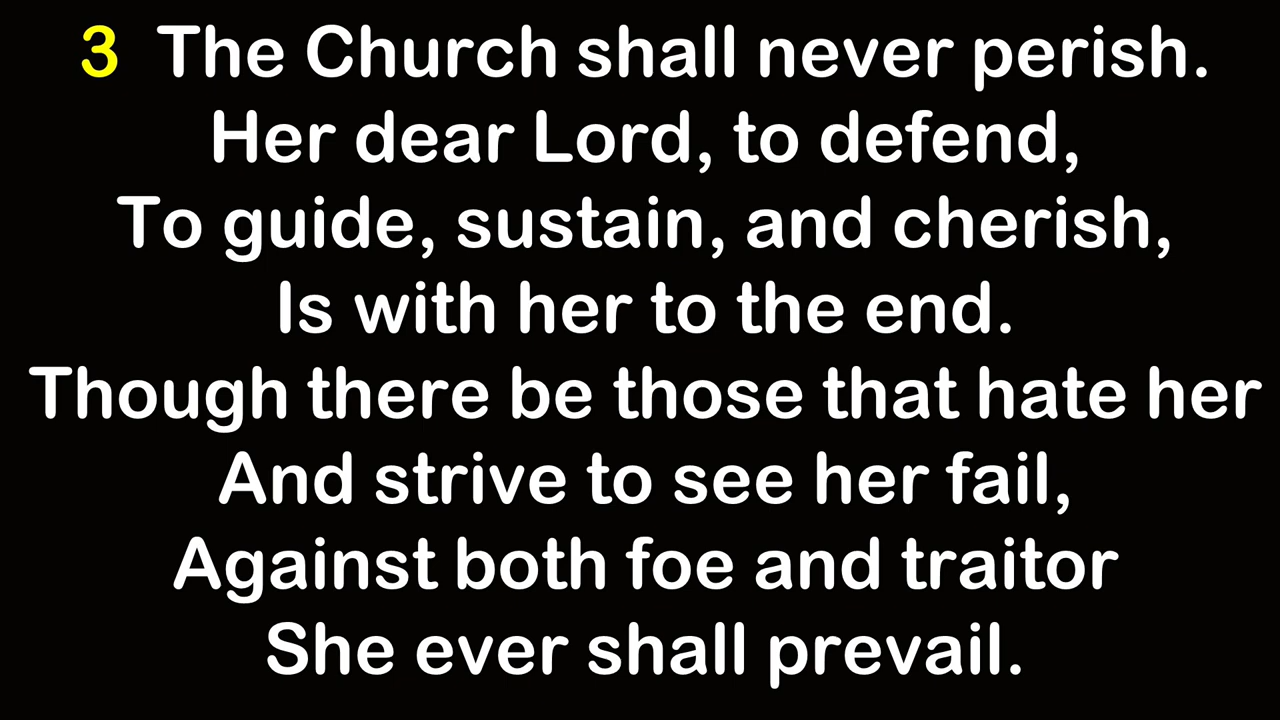 3 The Church shall never perish.
Her dear Lord, to defend,
To guide, sustain, and cherish,
Is with her to the end.
Though there be those that hate her
And strive to see her fail,
Against both foe and traitor
She ever shall prevail.